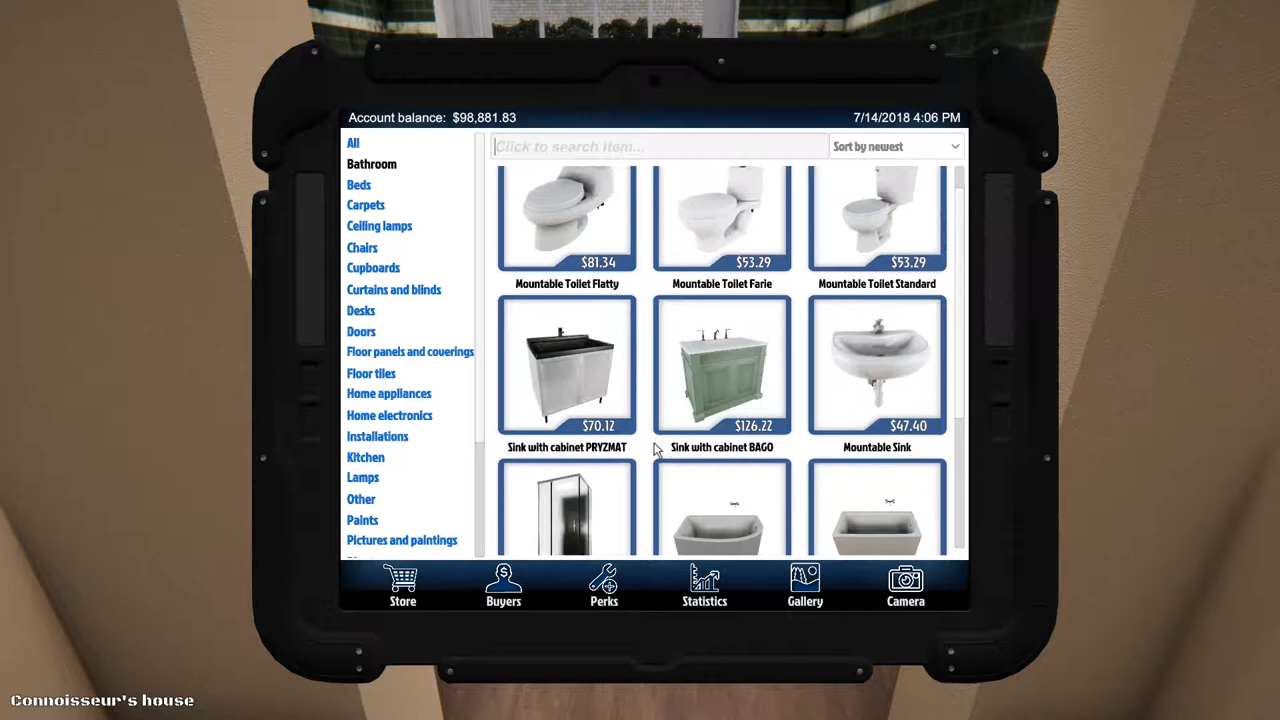 Account balance: $98,881.83
7/14/2018 4:06 PM
All
Bathroom
Beds
Carpets
Ceiling lamps
Chairs
Cupboards
Curtains and blinds
Desks
Doors
Floor panels and coverings
Floor tiles
Home appliances
Home electronics
Installations
Kitchen
Lamps
Other
Paints
Pictures and paintings
Click to search item...
Sort by newest
$81.34
$53.29
$53.29
Mountable Toilet Flatty
Mountable Toilet Farie
Mountable Toilet Standard
$70.12
$126.22
$47.40
Sink with cabinet PRYZMAT
Sink with cabinet BAGO
Mountable Sink
Store
Buyers
Perks
Statistics
Gallery
Camera
Connoisseur's house